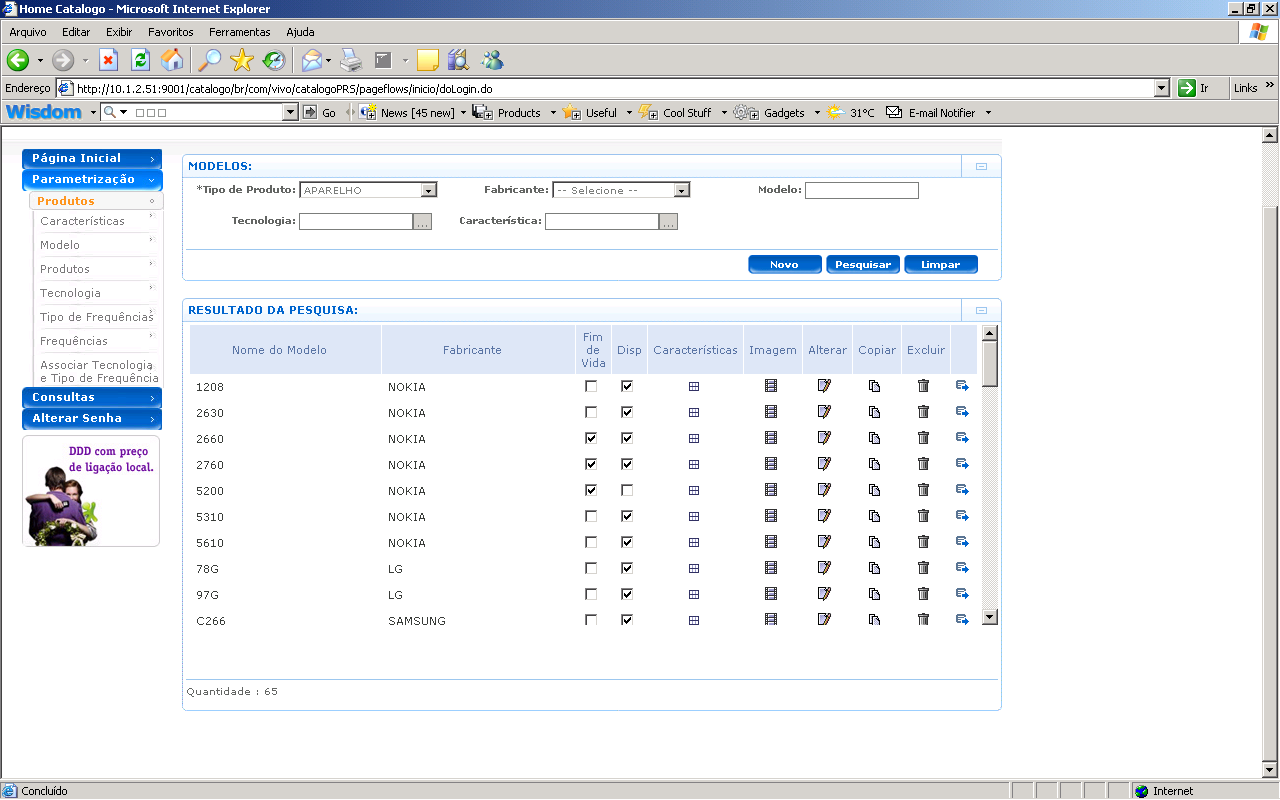 Home Catalogo - Microsoft Internet Explorer
Arquivo Editar Exibir Favoritos Ferramentas Ajuda
Endereço http://10.1.2.51:9001/catalogo/br/com/vivo/catalogoPRS/pageflows/inicio/doLogin.do Ir Links »
Wisdom Go News [45 new] Products Useful Cool Stuff Gadgets 31°C E-mail Notifier
Página Inicial
Parametrização
Produtos
Características
Modelo
Produtos
Tecnologia
Tipo de Frequências
Frequências
Associar Tecnologia
e Tipo de Frequência
Consultas
Alterar Senha
DDD com preço
de ligação local.
MODELOS:
*Tipo de Produto: APARELHO Fabricante: -- Selecione -- Modelo:
Tecnologia: ... Característica: ...
Novo Pesquisar Limpar
RESULTADO DA PESQUISA:
Nome do Modelo Fabricante Fim de Vida Disp Características Imagem Alterar Copiar Excluir
1208 NOKIA
2630 NOKIA
2660 NOKIA
2760 NOKIA
5200 NOKIA
5310 NOKIA
5610 NOKIA
78G LG
97G LG
C266 SAMSUNG
Quantidade : 65
Concluído Internet